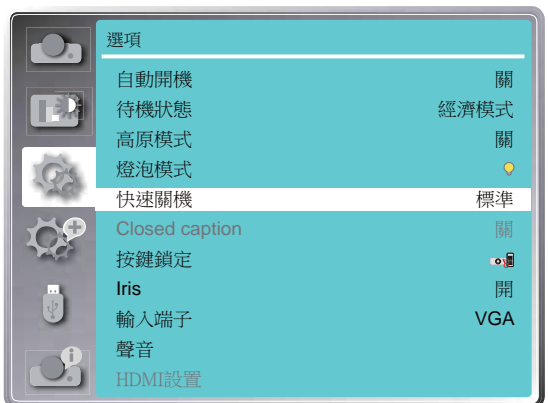 選項
自動開機 關
待機狀態 經濟模式
高原模式 關
燈泡模式
快速關機 標準
Closed caption 關
按鍵鎖定
Iris 開
輸入端子 VGA
聲音
HDMI設置